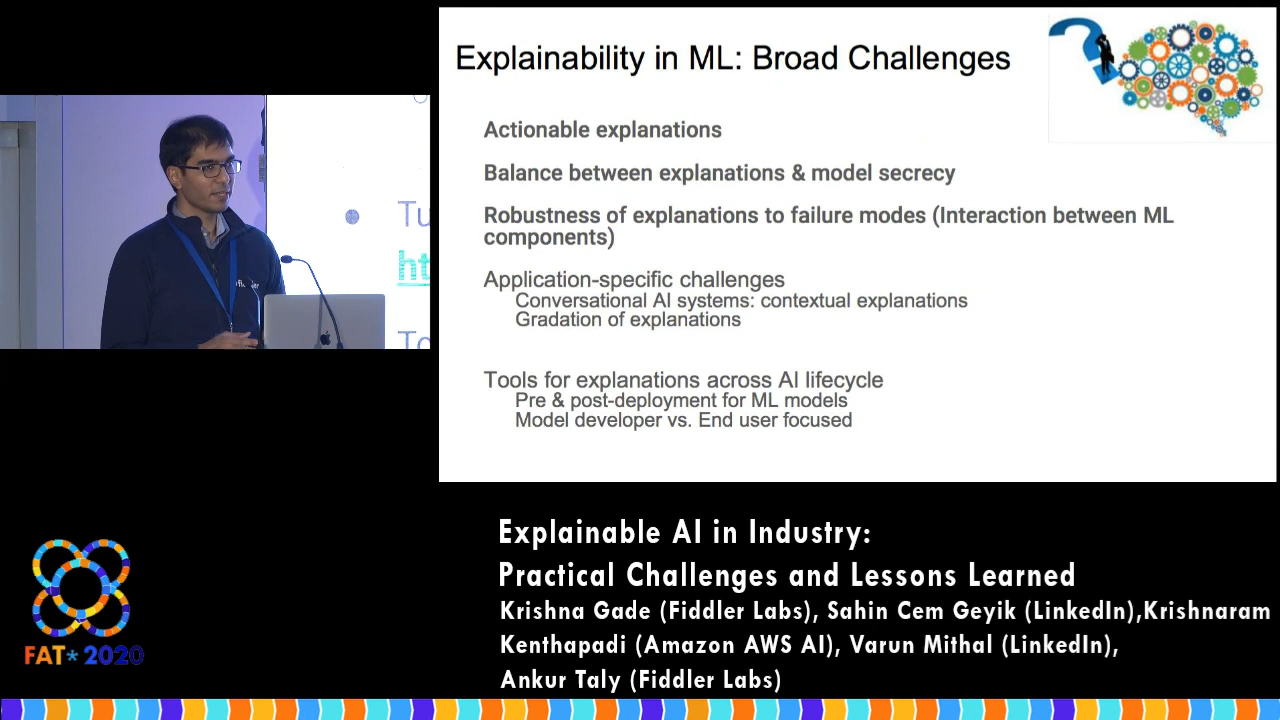 Explainability in ML: Broad Challenges
Actionable explanations
Balance between explanations & model secrecy
Robustness of explanations to failure modes (Interaction between ML
components)
Application-specific challenges
Conversational AI systems: contextual explanations
Gradation of explanations
Tools for explanations across AI lifecycle
Pre & post-deployment for ML models
Model developer vs. End user focused
Tu
ht
To
Explainable AI in Industry:
Practical Challenges and Lessons Learned
Krishna Gade (Fiddler Labs), Sahin Cem Geyik (LinkedIn),Krishnaram
Kenthapadi (Amazon AWS AI), Varun Mithal (LinkedIn),
Ankur Taly (Fiddler Labs)
FAT* 2020